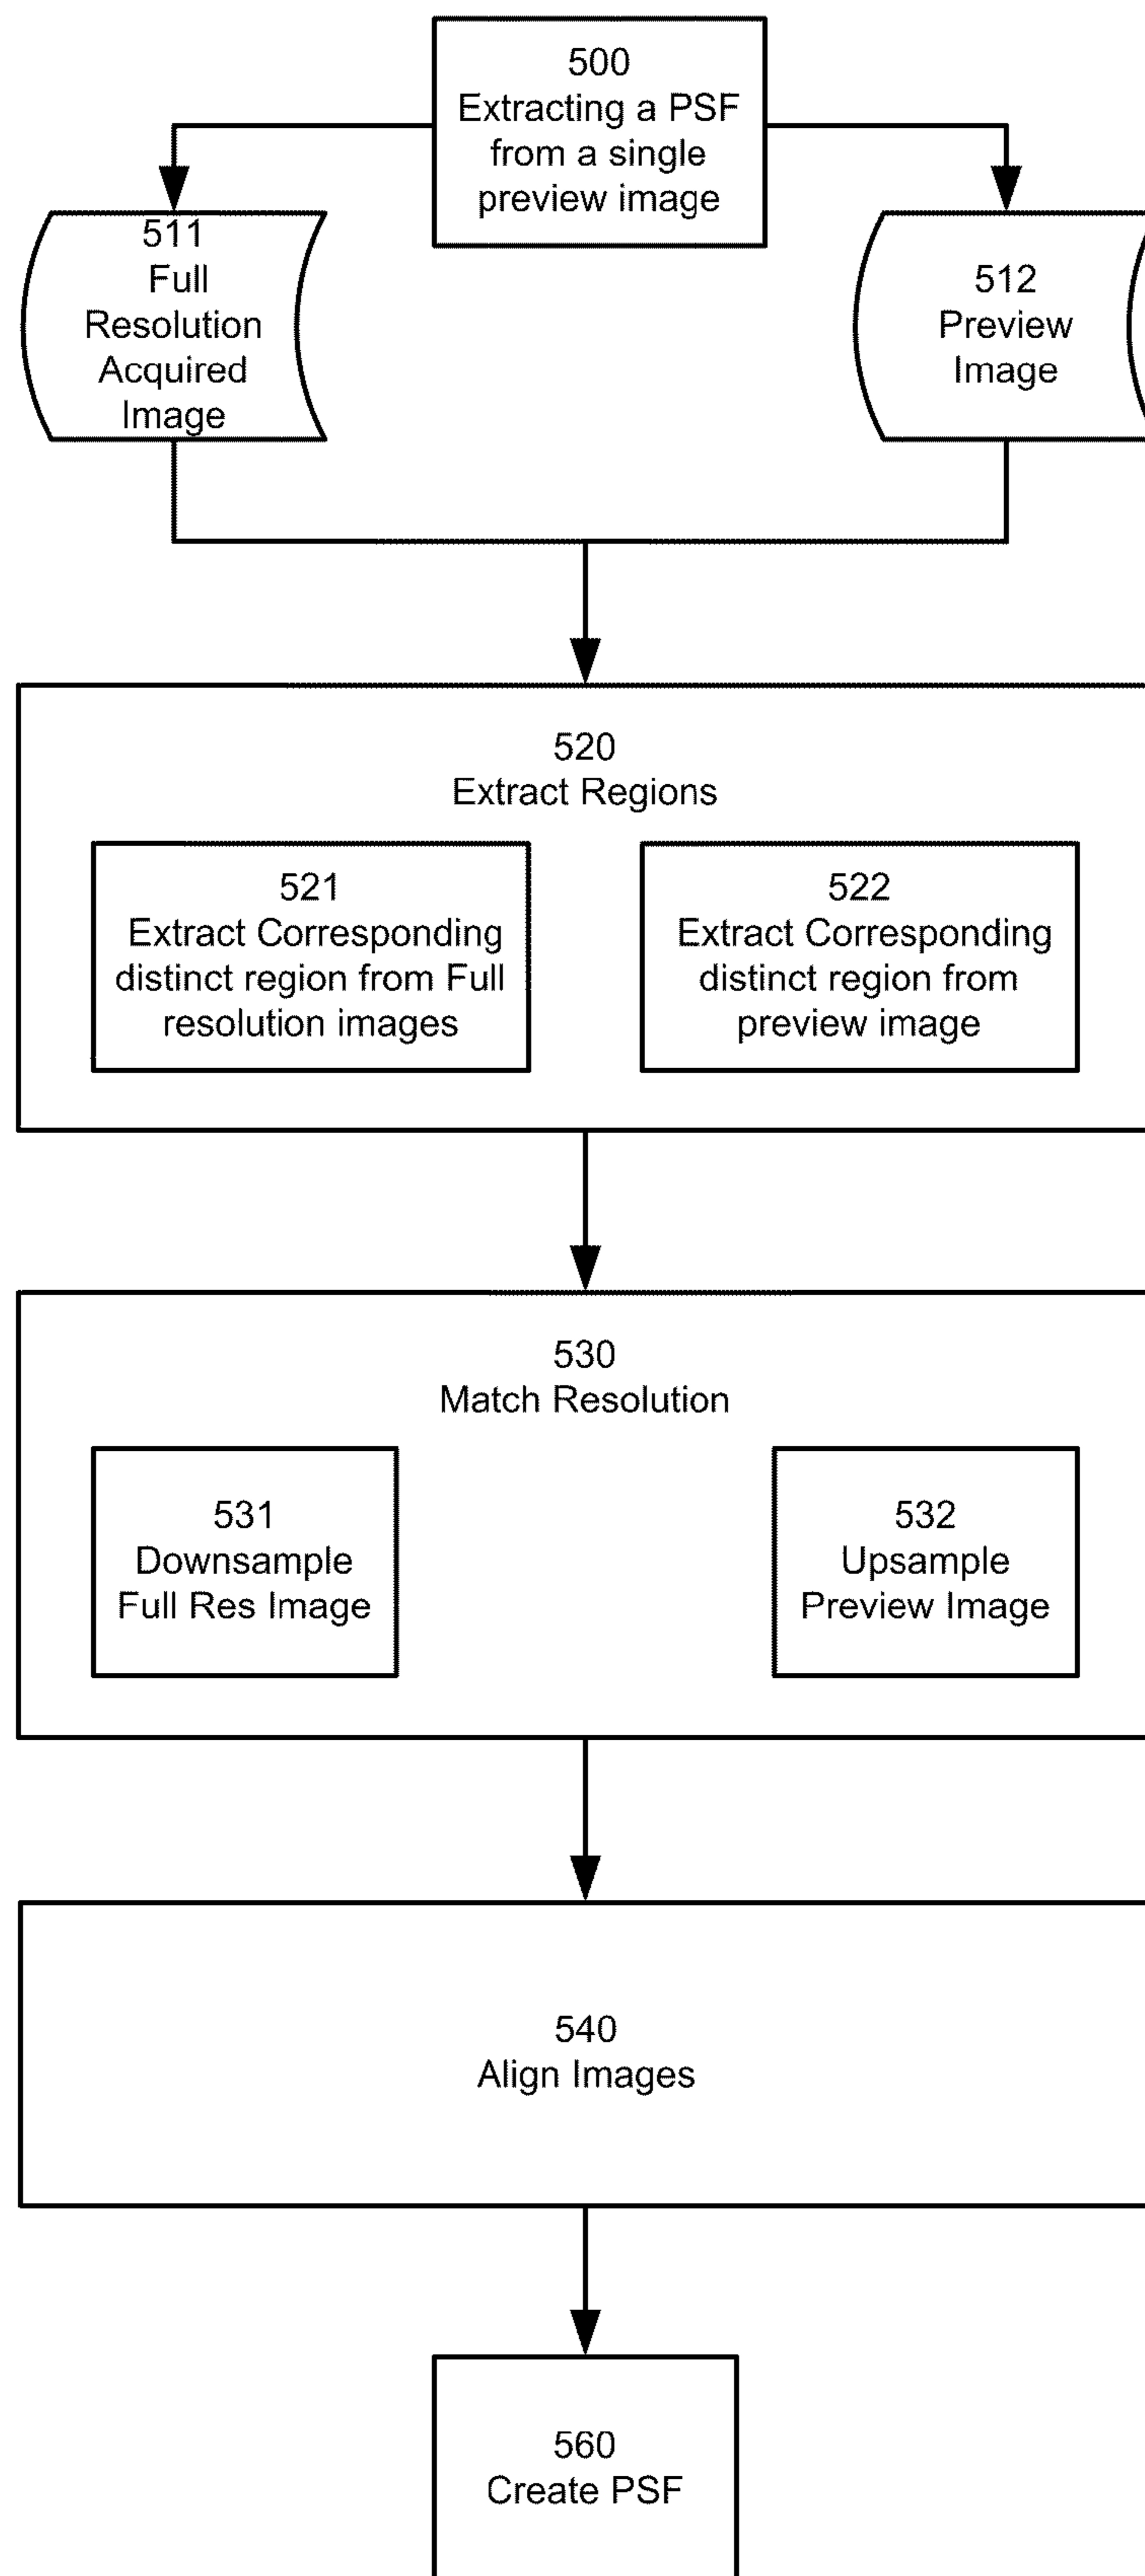 500
Extracting a PSF
from a single
preview image
511
Full
Resolution
Acquired
Image
512
Preview
Image
520
Extract Regions
521
Extract Corresponding
distinct region from Full
resolution images
522
Extract Corresponding
distinct region from
preview image
530
Match Resolution
531
Downsample
Full Res Image
532
Upsample
Preview Image
540
Align Images
560
Create PSF